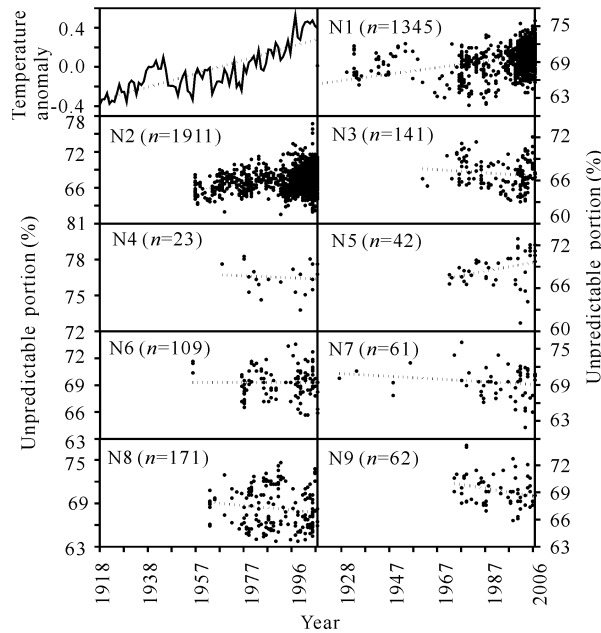 Temperature
anomaly
0.4
0.0
-0.4
N1 (n=1345)
75
69
63
N2 (n=1911)
78
72
66
81
N3 (n=141)
72
66
60
N4 (n=23)
78
75
72
N5 (n=42)
72
68
60
N6 (n=109)
72
69
63
N7 (n=61)
75
69
63
N8 (n=171)
75
69
63
N9 (n=62)
72
69
66
63
Unpredictable portion (%)
Unpredictable portion (%)
Unpredictable portion (%)
1918
1938
1957
1977
1996
1928
1947
1967
1987
2006
Year